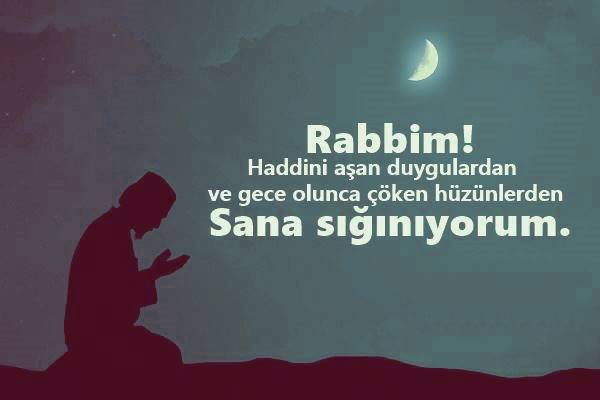 Rabbim!
Haddini aşan duygulardan
ve gece olunca çöken hüzünlerden
Sana sığınıyorum.